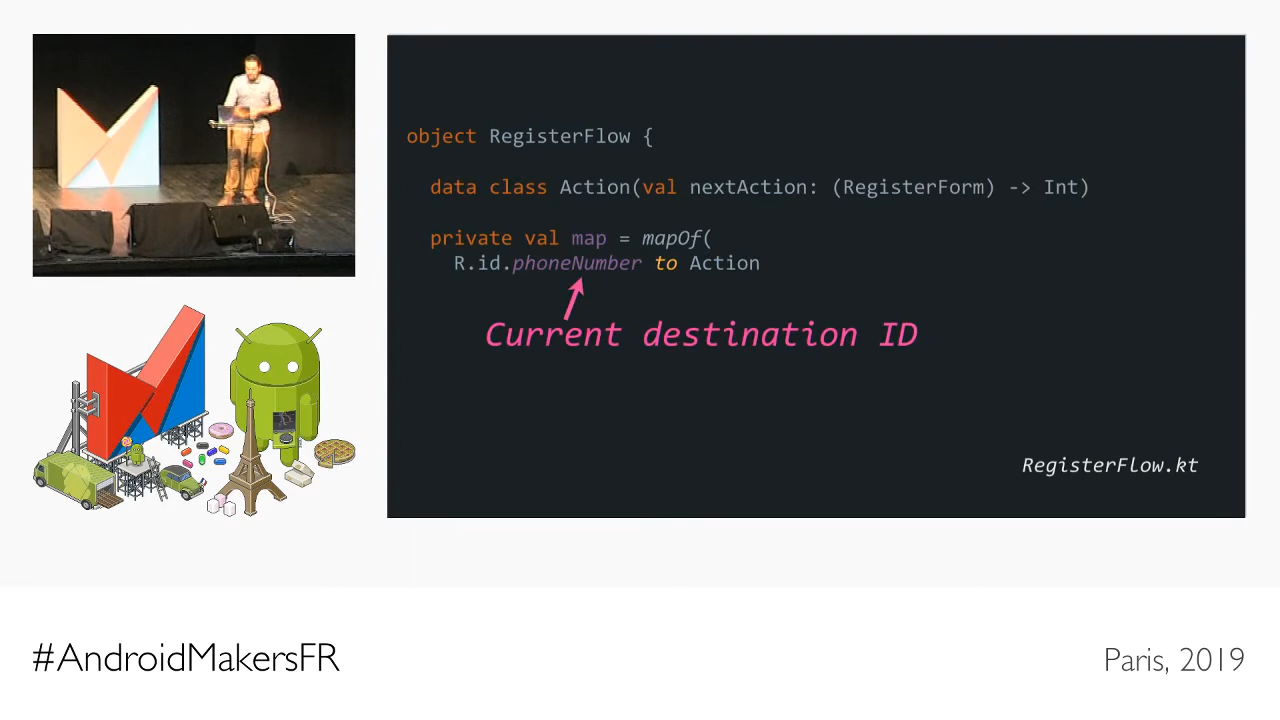 object RegisterFlow {
data class Action(val nextAction: (RegisterForm) -> Int)
private val map = mapOf(
R.id.phoneNumber to Action
Current destination ID
RegisterFlow.kt
#AndroidMakersFR
Paris, 2019